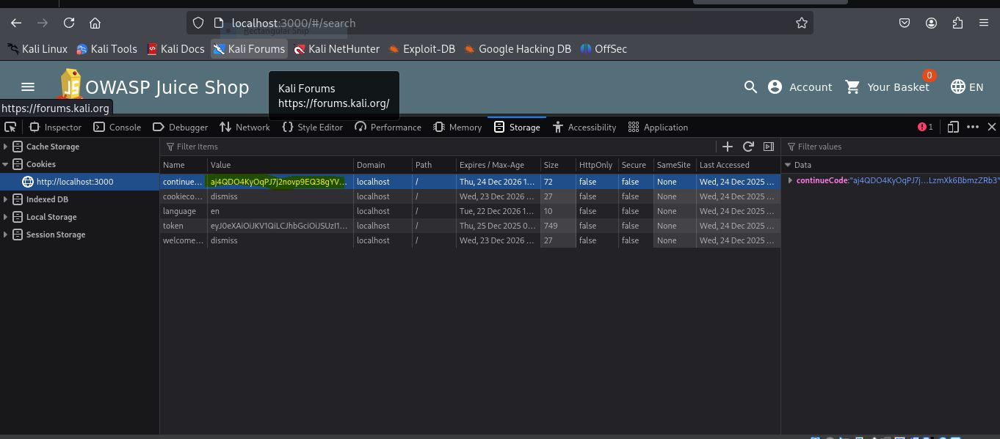 localhost:3000/#/search
Rectangular Snip
Kali Linux Kali Tools Kali Docs Kali Forums Kali NetHunter Exploit-DB Google Hacking DB OffSec
OWASP Juice Shop Account Your Basket 0 EN
Kali Forums
https://forums.kali.org/
https://forums.kali.org
Inspector Console Debugger Network Style Editor Performance Memory Storage Accessibility Application 1
Cache Storage
Cookies
http://localhost:3000
Indexed DB
Local Storage
Session Storage
Filter Items
Name Value Domain Path Expires / Max-Age Size HttpOnly Secure SameSite Last Accessed
continue... aj4QDO4KyOqPJ7j2novp9EQ38gYV... localhost / Thu, 24 Dec 2026 1... 72 false false None Wed, 24 Dec 2025 ...
cookieco... dismiss localhost / Wed, 23 Dec 2026 ... 27 false false None Wed, 24 Dec 2025 ...
language en localhost / Tue, 22 Dec 2026 1... 10 false false None Wed, 24 Dec 2025 ...
token eyJ0eXAiOiJKV1QiLCJhbGciOiJSUzI1... localhost / Thu, 25 Dec 2025 0... 749 false false None Wed, 24 Dec 2025 ...
welcome... dismiss localhost / Wed, 23 Dec 2026 ... 27 false false None Wed, 24 Dec 2025 ...
Filter values
Data
continueCode:"aj4QDO4KyOqPJ7j...LzmXk6BbmzZRb3"